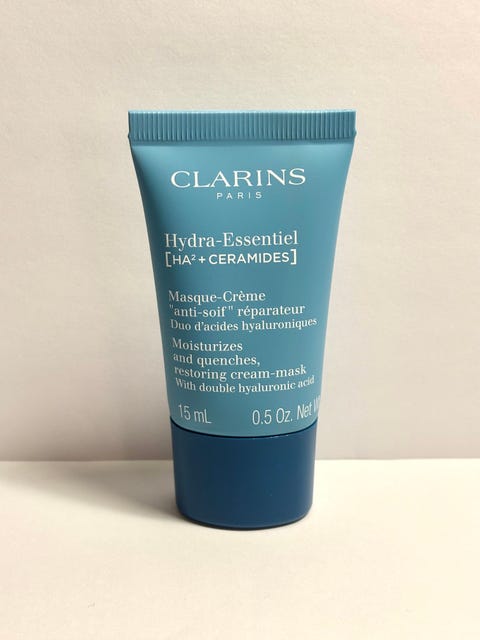 CLARINS
PARIS
Hydra-Essentiel
[HA² + CERAMIDES]
Masque-Crème
"anti-soif" réparateur
Duo d'acides hyaluroniques
Moisturizes
and quenches,
restoring cream-mask
With double hyaluronic acid
15 mL 0.5 Oz. Net